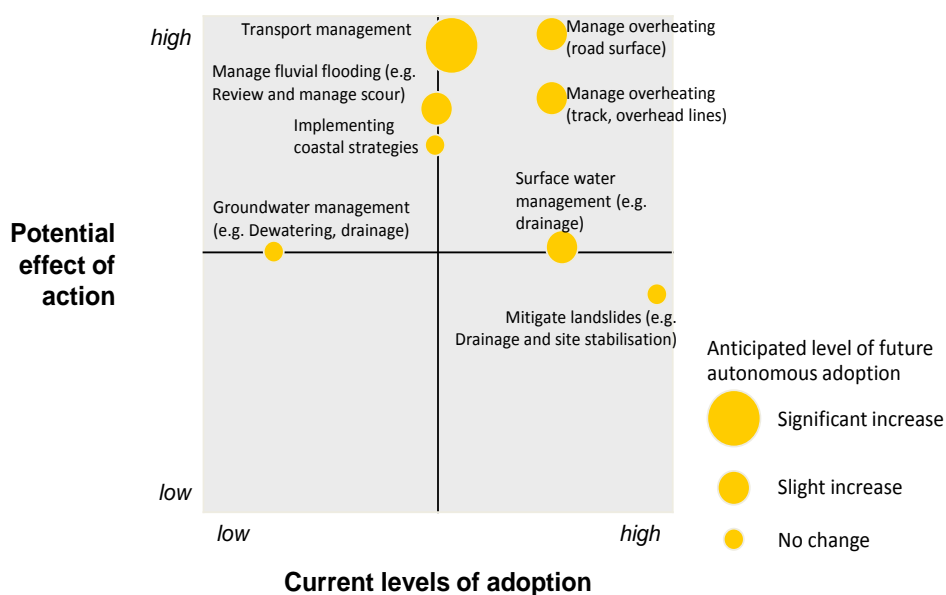 high
Transport management
Manage overheating
(road surface)
Manage fluvial flooding (e.g.
Review and manage scour)
Manage overheating
(track, overhead lines)
Implementing
coastal strategies
Surface water
management (e.g.
drainage)
Groundwater management
(e.g. Dewatering, drainage)
Potential
effect of
action
Mitigate landslides (e.g.
Drainage and site stabilisation)
Anticipated level of future
autonomous adoption
Significant increase
Slight increase
No change
low
low
high
Current levels of adoption